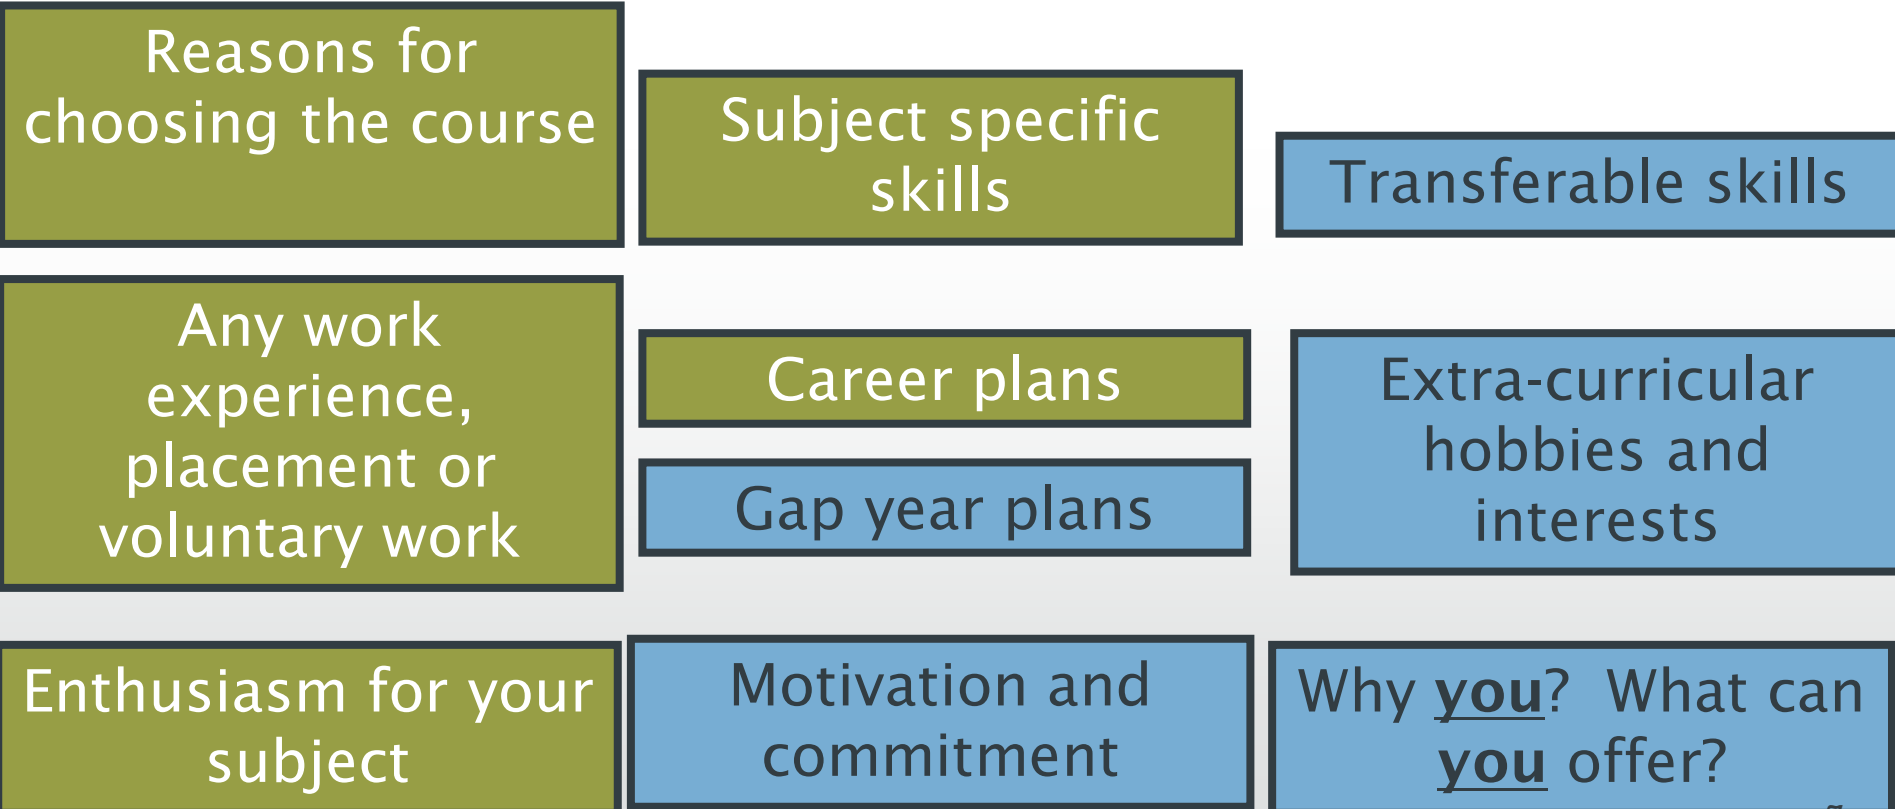 Reasons for
choosing the course
Subject specific
skills
Transferable skills
Any work
experience,
placement or
voluntary work
Career plans
Gap year plans
Extra-curricular
hobbies and
interests
Enthusiasm for your
subject
Motivation and
commitment
Why you? What can
you offer?